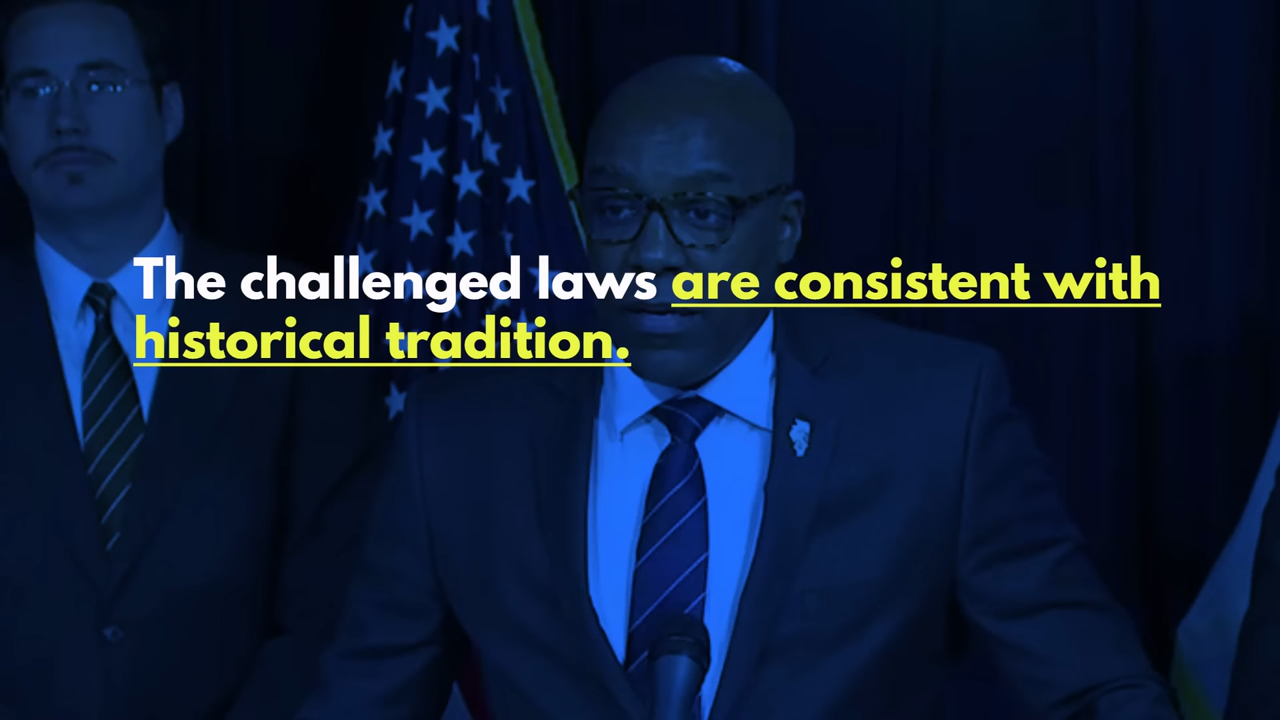 The challenged laws are consistent with
historical tradition.